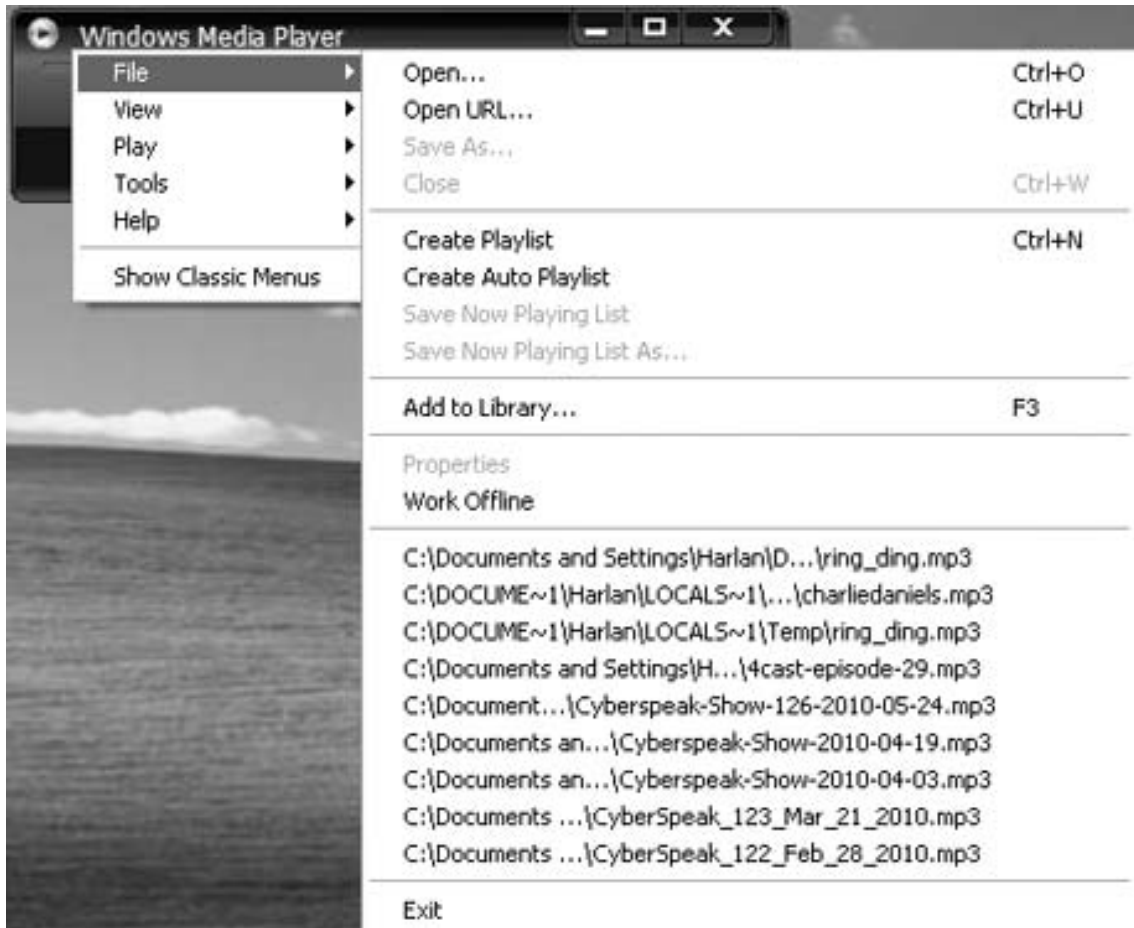 Windows Media Player
File
View
Play
Tools
Help
Show Classic Menus
Open... Ctrl+O
Open URL... Ctrl+U
Save As...
Close Ctrl+W
Create Playlist Ctrl+N
Create Auto Playlist
Save Now Playing List
Save Now Playing List As...
Add to Library... F3
Properties
Work Offline
C:\Documents and Settings\Harlan\D...\ring_ding.mp3
C:\DOCUME~1\Harlan\LOCALS~1\...\charliedaniels.mp3
C:\DOCUME~1\Harlan\LOCALS~1\Temp\ring_ding.mp3
C:\Documents and Settings\H...\4cast-episode-29.mp3
C:\Document...\Cyberspeak-Show-126-2010-05-24.mp3
C:\Documents an...\Cyberspeak-Show-2010-04-19.mp3
C:\Documents an...\Cyberspeak-Show-2010-04-03.mp3
C:\Documents ...\CyberSpeak_123_Mar_21_2010.mp3
C:\Documents ...\CyberSpeak_122_Feb_28_2010.mp3
Exit